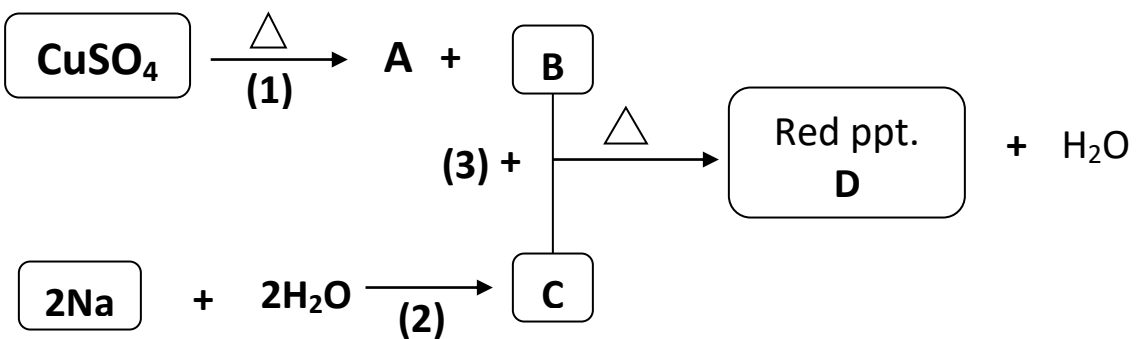 CuSO₄ A + B
(1)
(3) + Red ppt. + H₂O
D
2Na + 2H₂O C
(2)